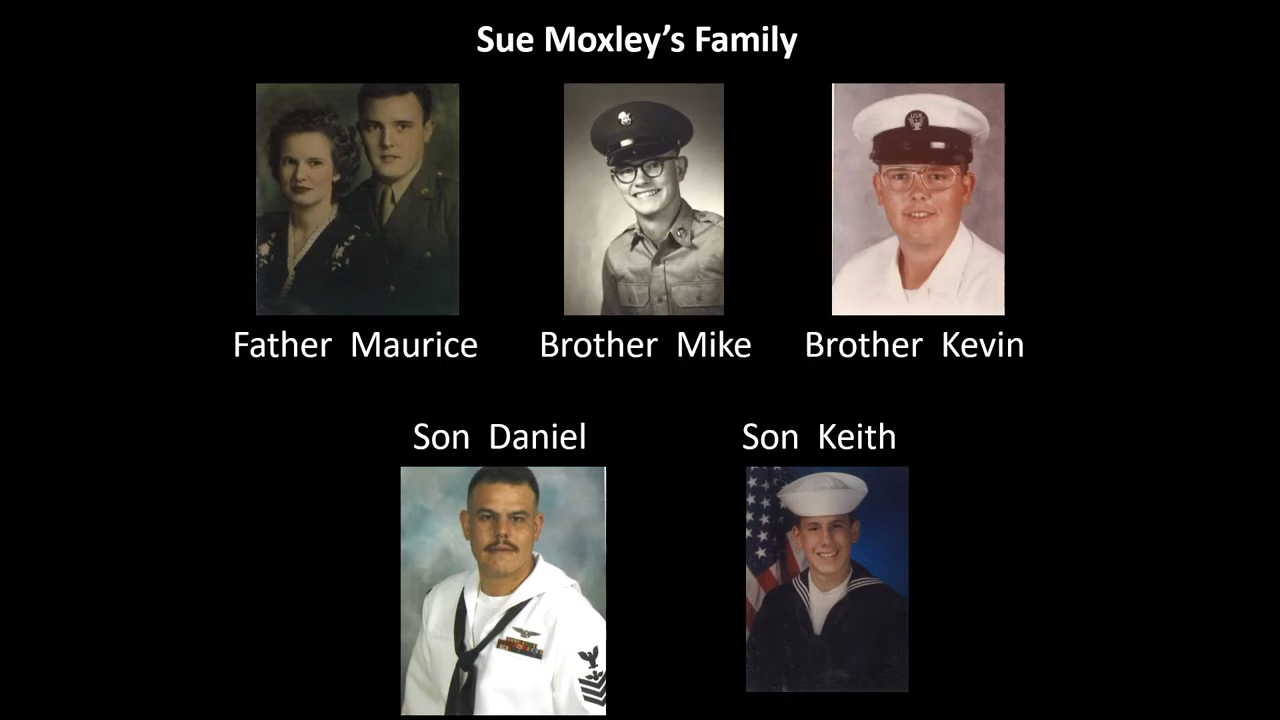 Sue Moxley’s Family
Father Maurice Brother Mike Brother Kevin
Son Daniel Son Keith